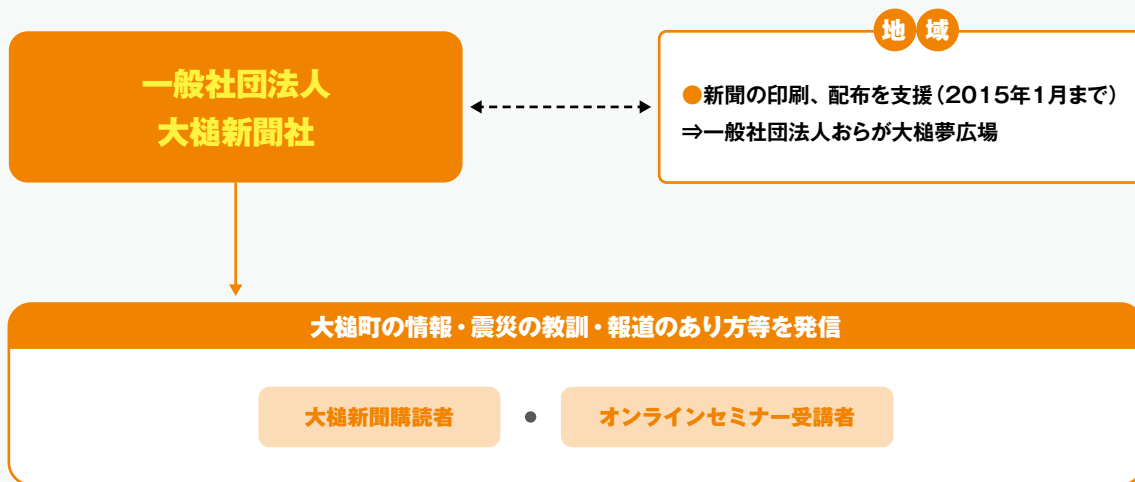 一般社団法人
大槌新聞社
地域
●新聞の印刷、配布を支援（2015年1月まで）
⇒一般社団法人おらが大槌夢広場
大槌町の情報・震災の教訓・報道のあり方等を発信
大槌新聞購読者 ● オンラインセミナー受講者